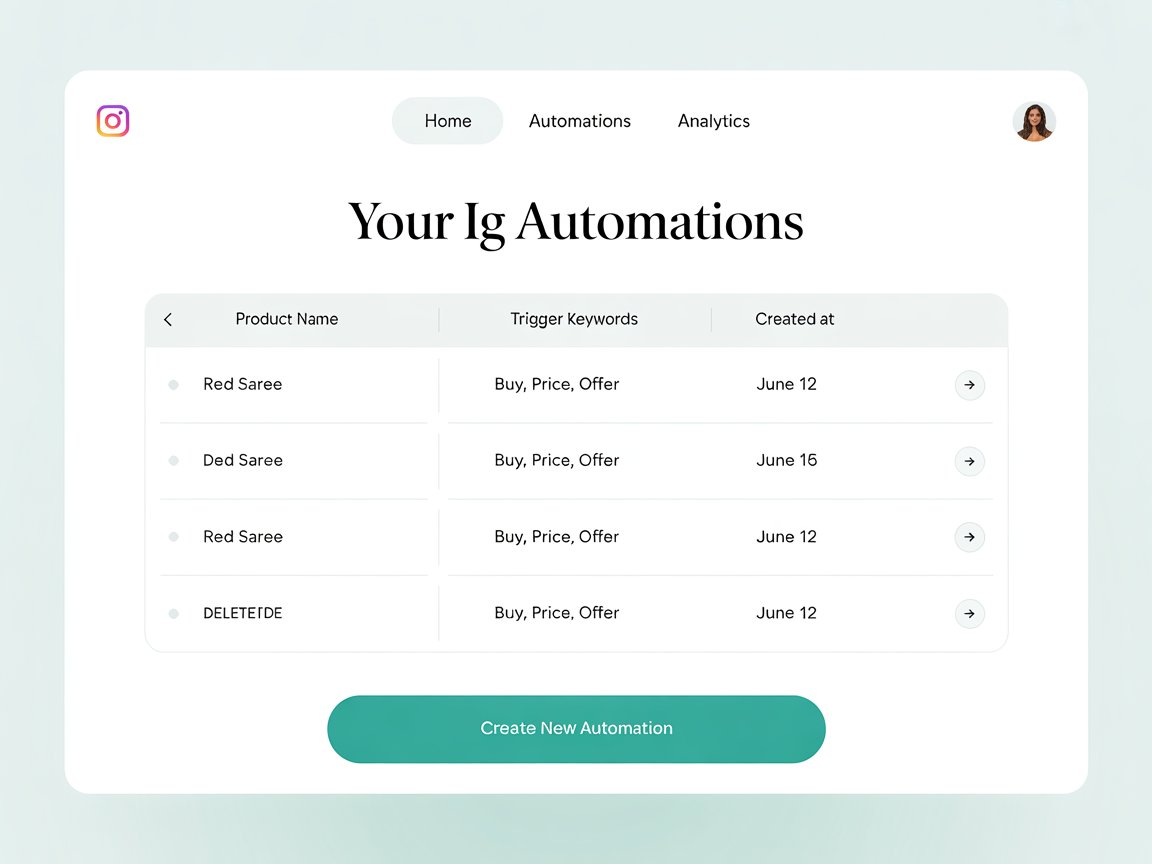 Home Automations Analytics
Your Ig Automations
Product Name Trigger Keywords Created at
Red Saree Buy, Price, Offer June 12
Ded Saree Buy, Price, Offer June 16
Red Saree Buy, Price, Offer June 12
Buy, Price, Offer June 12
Create New Automation